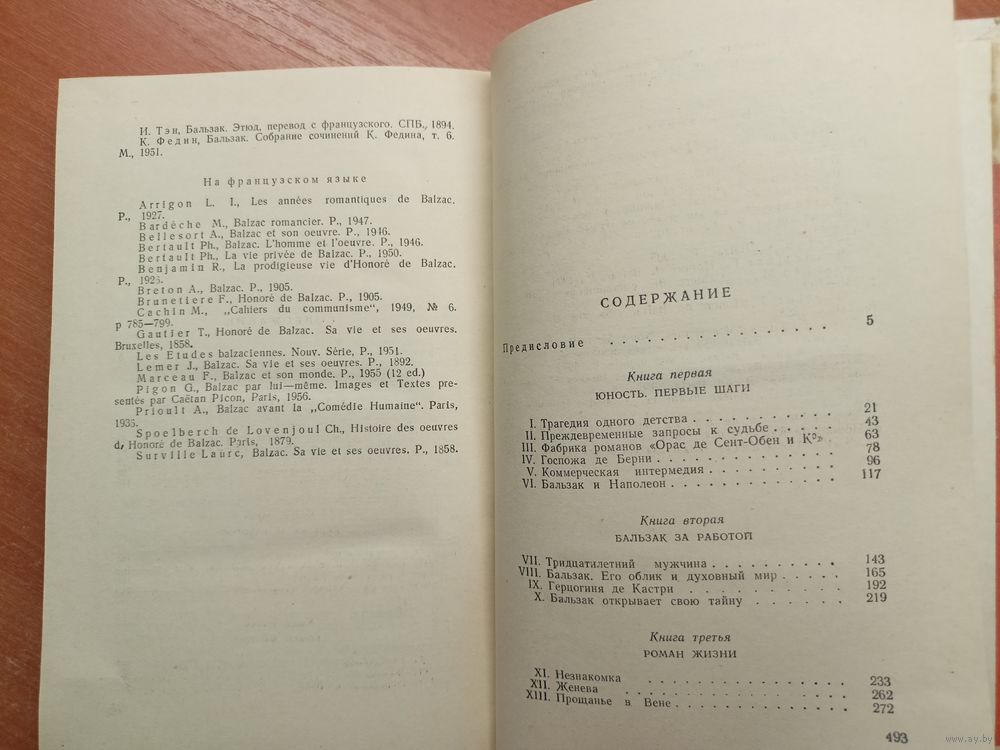 И. Тэн, Бальзак. Этюд, перевод с французского. СПБ., 1894.
К. Федин, Бальзак. Собрание сочинений К. Федина, т. 6.
М., 1951.
На французском языке
Arrigon L. I., Les années romantiques de Balzac.
P., 1927.
Bardéche M., Balzac romancier. P., 1947.
Bellesort A., Balzac et son oeuvre. P., 1946.
Bertault Ph., Balzac. L'homme et l'oeuvre. P., 1946.
Bertault Ph., La vie privée de Balzac. P., 1950.
Benjamin R., La prodigieuse vie d'Honoré de Balzac.
P., 1925.
Breton A., Balzac. P., 1905.
Brunetiere F., Honoré de Balzac. P., 1905.
Cachin M., „Cahiers du communisme“, 1949, № 6.
p 785—799.
Gautier T., Honoré de Balzac. Sa vie et ses oeuvres.
Bruxelles, 1858.
Les Etudes balzaciennes. Nouv. Série, P., 1951.
Lemer J., Balzac. Sa vie et ses oeuvres. P., 1892.
Marceau F., Balzac et son monde. P., 1955 (12 ed.)
Pigon G., Balzac par lui—même. Images et Textes pre-
sentés par Caëtan Picon, Paris, 1956.
Prioult A., Balzac avant la „Comédie Humaine“. Paris,
1936.
Spoelberch de Lovenjoul Ch., Histoire des oeuvres
d, Honoré de Balzac. Paris, 1879.
Surville Laure, Balzac. Sa vie et ses oeuvres. P., 1858.
СОДЕРЖАНИЕ
Предисловие . . . . . . . . . . . . . 5
Книга первая
ЮНОСТЬ. ПЕРВЫЕ ШАГИ
I. Трагедия одного детства . . . . . . . . 21
II. Преждевременные запросы к судьбе . . . . 43
III. Фабрика романов «Орас де Сент-Обен и К°» 63
IV. Госпожа де Берни . . . . . . . . . . 78
V. Коммерческая интермедия . . . . . . . 96
VI. Бальзак и Наполеон . . . . . . . . . 117
Книга вторая
БАЛЬЗАК ЗА РАБОТОЙ
VII. Тридцатилетний мужчина . . . . . . . 143
VIII. Бальзак. Его облик и духовный мир . . . . 165
IX. Герцогиня де Кастри . . . . . . . . . 192
X. Бальзак открывает свою тайну . . . . . . 219
Книга третья
РОМАН ЖИЗНИ
XI. Незнакомка . . . . . . . . . . . 233
XII. Женева . . . . . . . . . . . . 262
XIII. Прощанье в Вене . . . . . . . . . . 272
493
www.ay.by